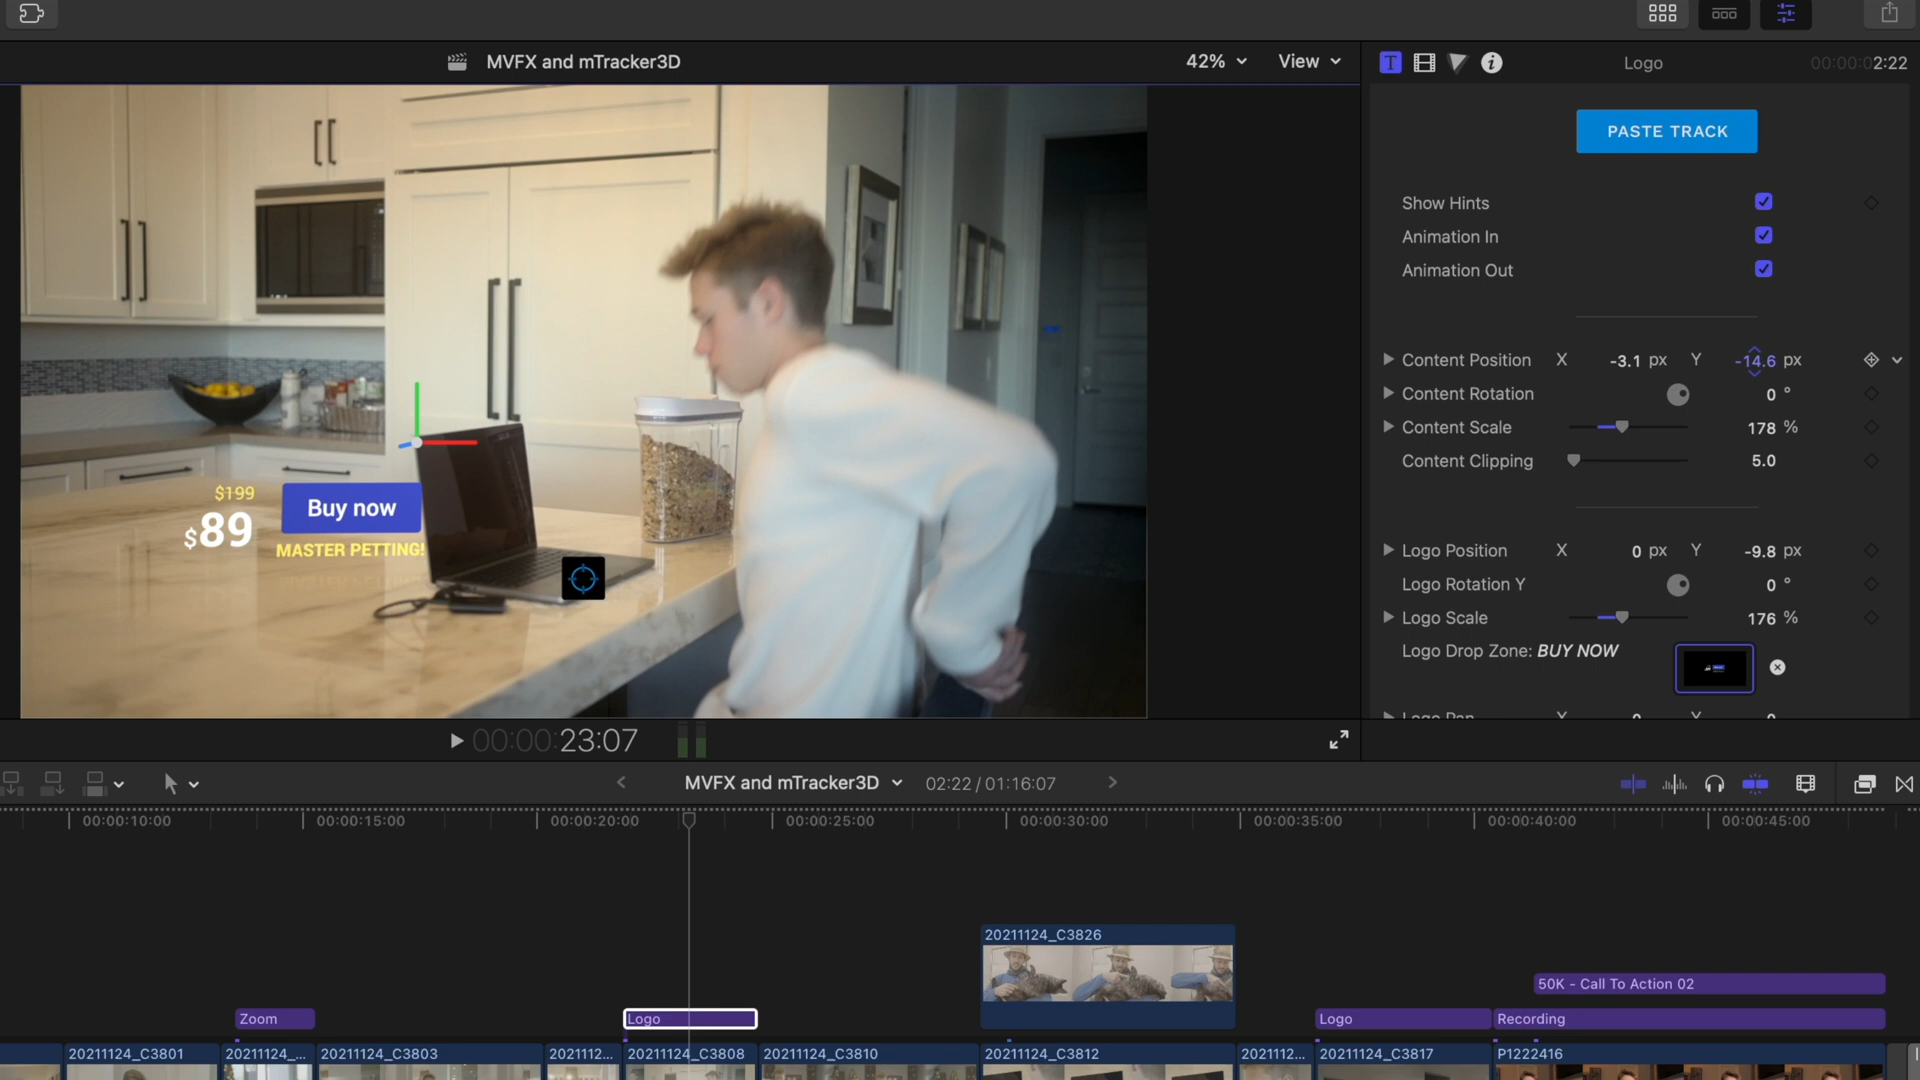 MVFX and mTracker3D
42%
View
T
i
Logo
00:00:02:22
PASTE TRACK
Show Hints
Animation In
Animation Out
Content Position X -3.1 px Y -14.6 px
Content Rotation 0 °
Content Scale 178 %
Content Clipping 5.0
Logo Position X 0 px Y -9.8 px
Logo Rotation Y 0 °
Logo Scale 176 %
Logo Drop Zone: BUY NOW
Logo Pan X 0 Y 0
$199
$89
Buy now
MASTER PETTING!
00:00:23:07
MVFX and mTracker3D
02:22 / 01:16:07
00:00:10:00
00:00:15:00
00:00:20:00
00:00:25:00
00:00:30:00
00:00:35:00
00:00:40:00
00:00:45:00
20211124_C3826
50K - Call To Action 02
Zoom
Logo
Logo
Recording
20211124_C3801
20211124_...
20211124_C3803
2021112...
20211124_C3808
20211124_C3810
20211124_C3812
2021112...
20211124_C3817
P1222416